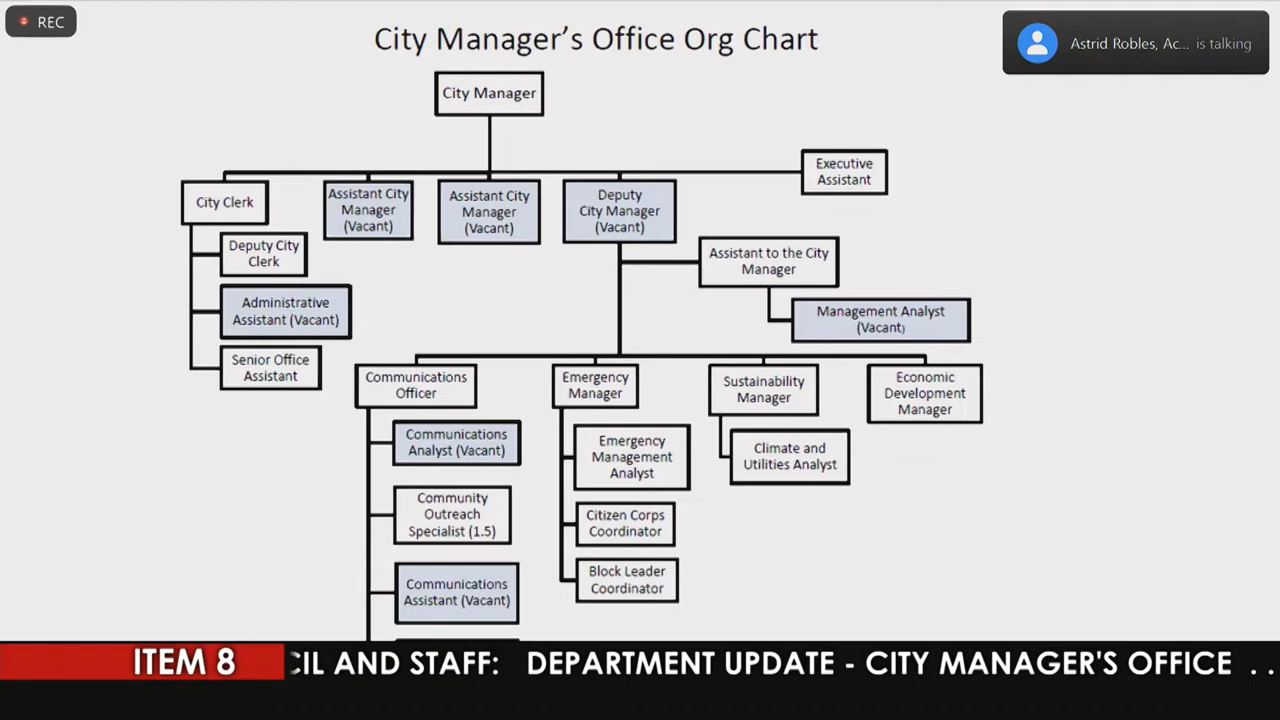 REC
City Manager's Office Org Chart
Astrid Robles, Ac... is talking
City Manager
Executive
Assistant
City Clerk
Assistant City
Manager
(Vacant)
Assistant City
Manager
(Vacant)
Deputy
City Manager
(Vacant)
Deputy City
Clerk
Assistant to the City
Manager
Administrative
Assistant (Vacant)
Management Analyst
(Vacant)
Senior Office
Assistant
Communications
Officer
Emergency
Manager
Sustainability
Manager
Economic
Development
Manager
Communications
Analyst (Vacant)
Emergency
Management
Analyst
Climate and
Utilities Analyst
Community
Outreach
Specialist (1.5)
Citizen Corps
Coordinator
Communications
Assistant (Vacant)
Block Leader
Coordinator
ITEM 8
CIL AND STAFF: DEPARTMENT UPDATE - CITY MANAGER'S OFFICE . .